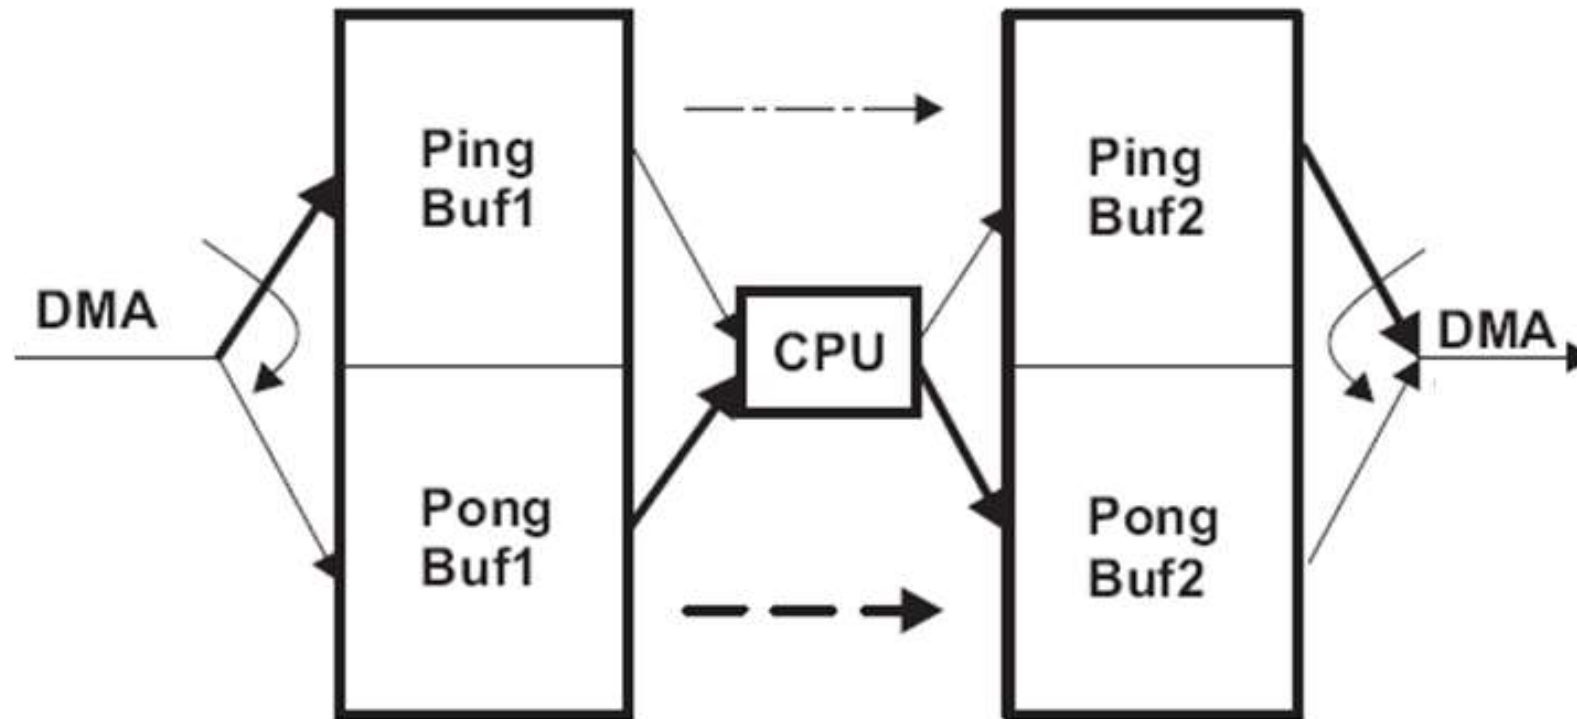 DMA
Ping
Buf1
Pong
Buf1
CPU
Ping
Buf2
Pong
Buf2
DMA